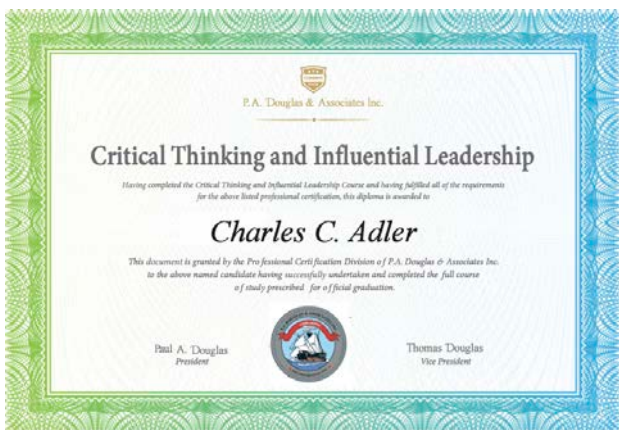 P.A. Douglas & Associates Inc.
Critical Thinking and Influential Leadership
Having completed the Critical Thinking and Influential Leadership Course and having fulfilled all of the requirements
for the above listed professional certification, this diploma is awarded to
Charles C. Adler
This document is granted by the Professional Certification Division of P.A. Douglas & Associates Inc.
to the above named candidate having successfully undertaken and completed the full course
of study prescribed for official graduation.
Paul A. Douglas
President
Thomas Douglas
Vice President